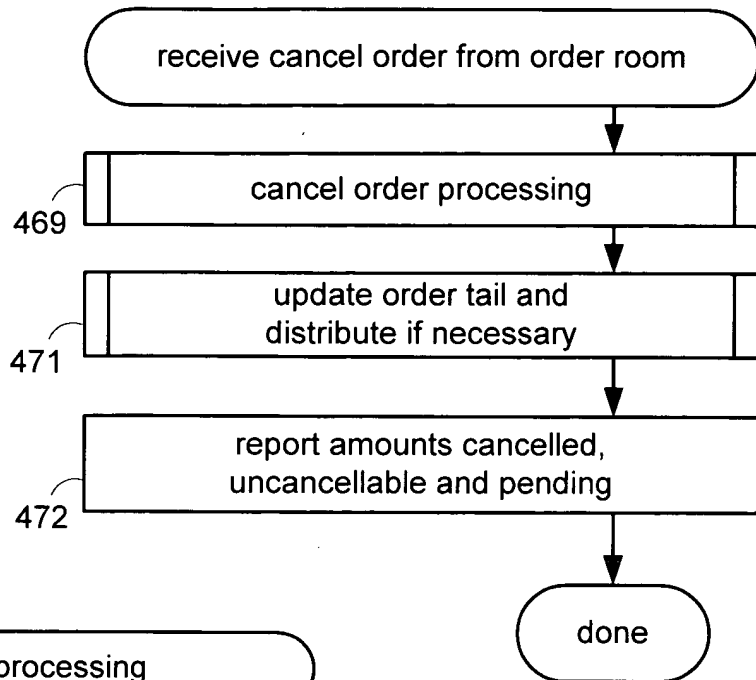 receive cancel order from order room
cancel order processing
469
update order tail and
distribute if necessary
471
report amounts cancelled,
uncancellable and pending
472
done
processing